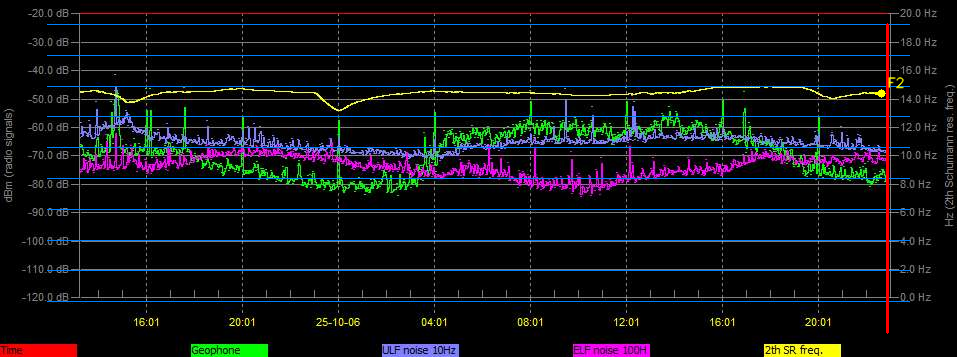 -20.0 dB
-30.0 dB
-40.0 dB
-50.0 dB
-60.0 dB
-70.0 dB
-80.0 dB
-90.0 dB
-100.0 dB
-110.0 dB
-120.0 dB
dBm (radio signals)
20.0 Hz
18.0 Hz
16.0 Hz
14.0 Hz
12.0 Hz
10.0 Hz
8.0 Hz
6.0 Hz
4.0 Hz
2.0 Hz
0.0 Hz
Hz (2th Schumann res. freq.)
F2
16:01 20:01 25-10-06 04:01 08:01 12:01 16:01 20:01
Time Geophone ULF noise 10Hz ELF noise 100H 2th SR freq.